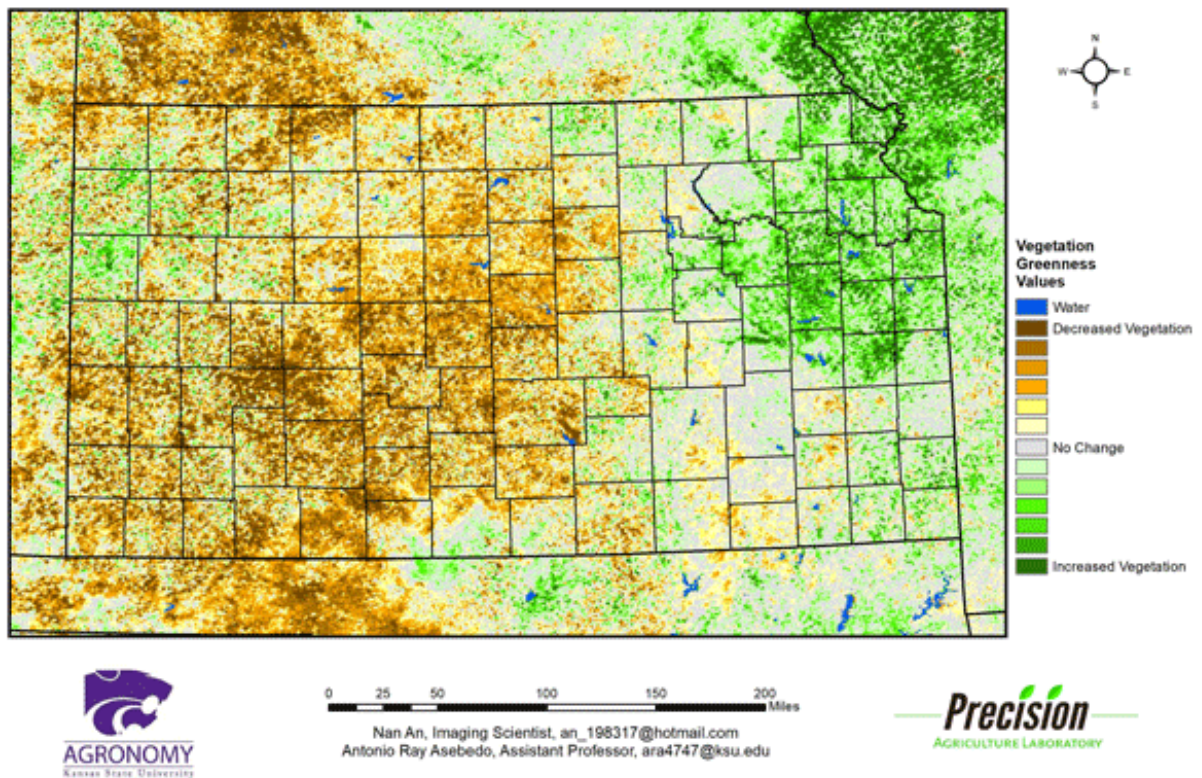 N
W
E
S
Vegetation
Greenness
Values
Water
Decreased Vegetation
No Change
Increased Vegetation
AGRONOMY
Kansas State University
0 25 50 100 150 200
Miles
Nan An, Imaging Scientist, an_198317@hotmail.com
Antonio Ray Asebedo, Assistant Professor, ara4747@ksu.edu
Precision
AGRICULTURE LABORATORY